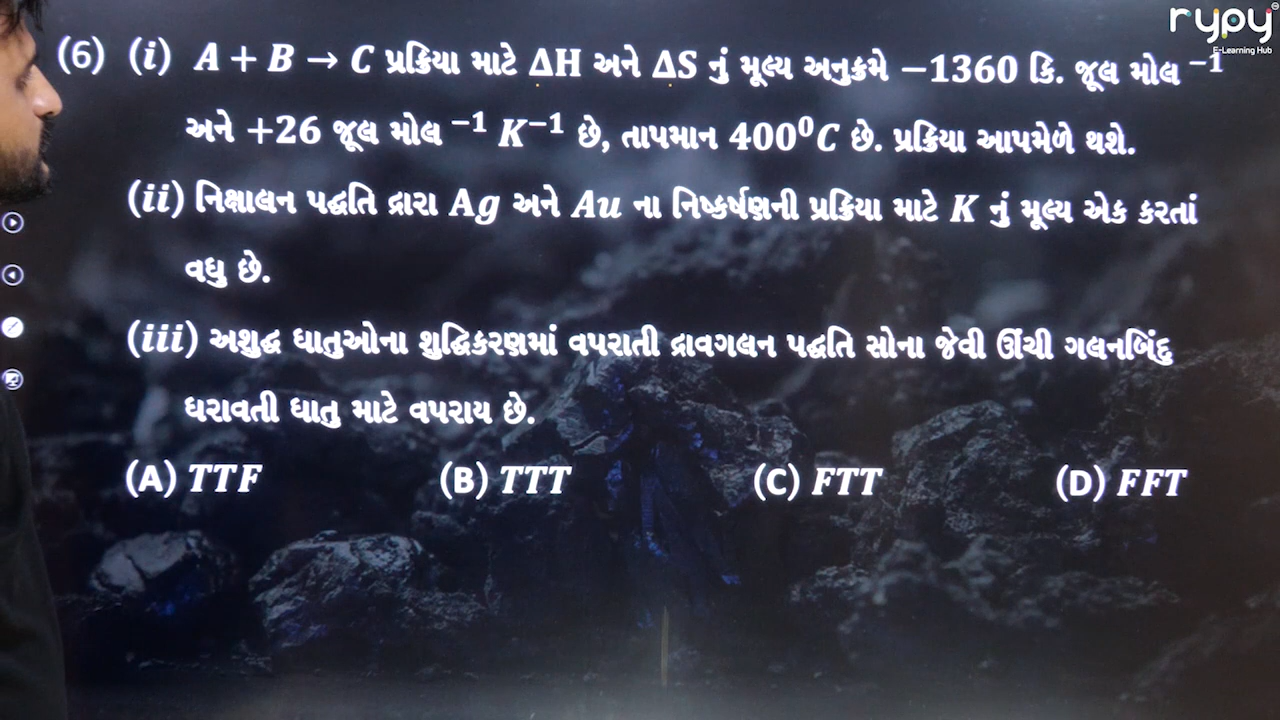 rypy
E-Learning Hub
(6) (i) A + B → C પ્રક્રિયા માટે ΔH અને ΔS નું મૂલ્ય અનુક્રમે −1360 કિ. જૂલ મોલ ⁻¹
અને +26 જૂલ મોલ ⁻¹ K⁻¹ છે, તાપમાન 400⁰C છે. પ્રક્રિયા આપમેળે થશે.
(ii) નિક્ષાલન પદ્ધતિ દ્રારા Ag અને Au ના નિષ્કર્ષણની પ્રક્રિયા માટે K નું મૂલ્ય એક કરતાં
વધુ છે.
(iii) અશુદ્ધ ધાતુઓના શુદ્ધિકરણમાં વપરાતી દ્રાવગલન પદ્ધતિ સોના જેવી ઊંચી ગલનબિંદુ
ધરાવતી ધાતુ માટે વપરાય છે.
(A) TTF (B) TTT (C) FTT (D) FFT